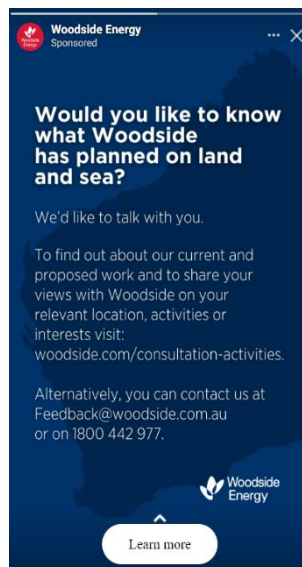 Woodside Energy
Sponsored
Would you like to know
what Woodside
has planned on land
and sea?
We'd like to talk with you.
To find out about our current and
proposed work and to share your
views with Woodside on your
relevant location, activities or
interests visit:
woodside.com/consultation-activities.
Alternatively, you can contact us at
Feedback@woodside.com.au
or on 1800 442 977.
Woodside
Energy
Learn more